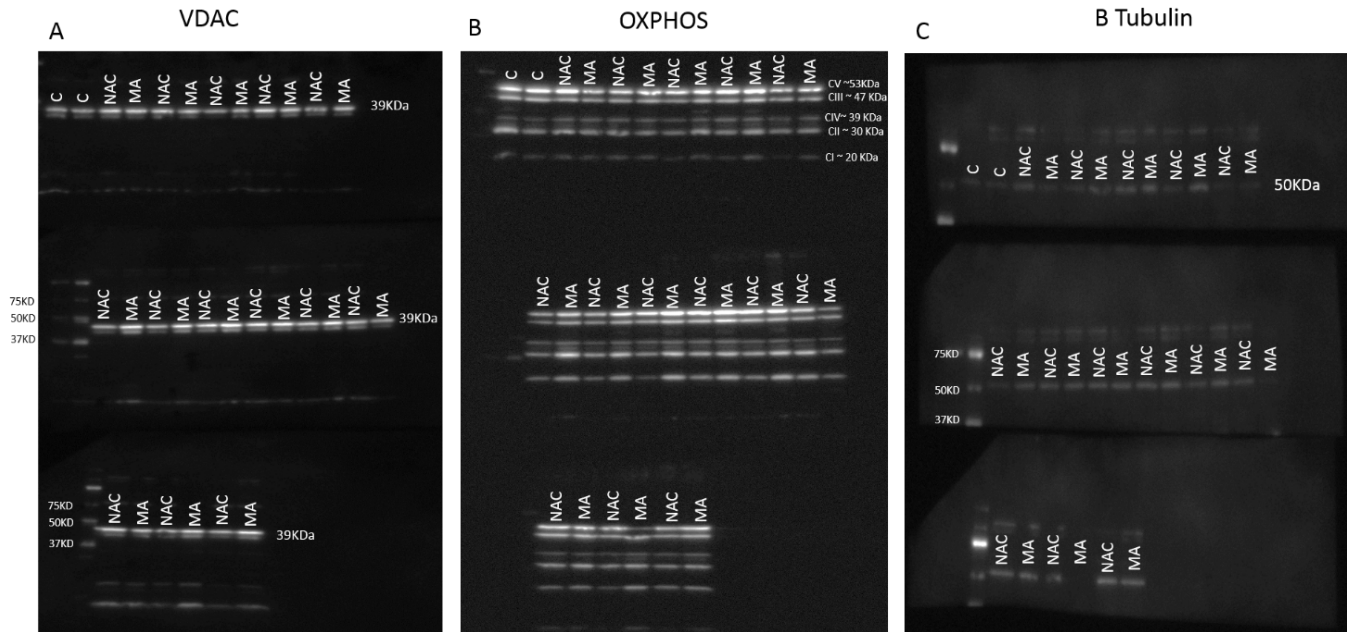 VDAC
A
C C NAC MA NAC MA NAC MA NAC MA NAC MA
39KDa
NAC MA NAC MA NAC MA NAC MA NAC MA NAC MA
75KD
50KD
37KD
39KDa
NAC MA NAC MA NAC MA
75KD
50KD
37KD
39KDa
OXPHOS
B
C C NAC MA NAC MA NAC MA NAC MA NAC MA
CV ~53KDa
CIII ~ 47 KDa
CIV~ 39 KDa
CII ~ 30 KDa
CI ~ 20 KDa
NAC MA NAC MA NAC MA NAC MA NAC MA NAC MA
NAC MA NAC MA NAC MA
B Tubulin
C
C C NAC MA NAC MA NAC MA NAC MA NAC MA
50KDa
NAC MA NAC MA NAC MA NAC MA NAC MA NAC MA
75KD
50KD
37KD
NAC MA NAC MA NAC MA